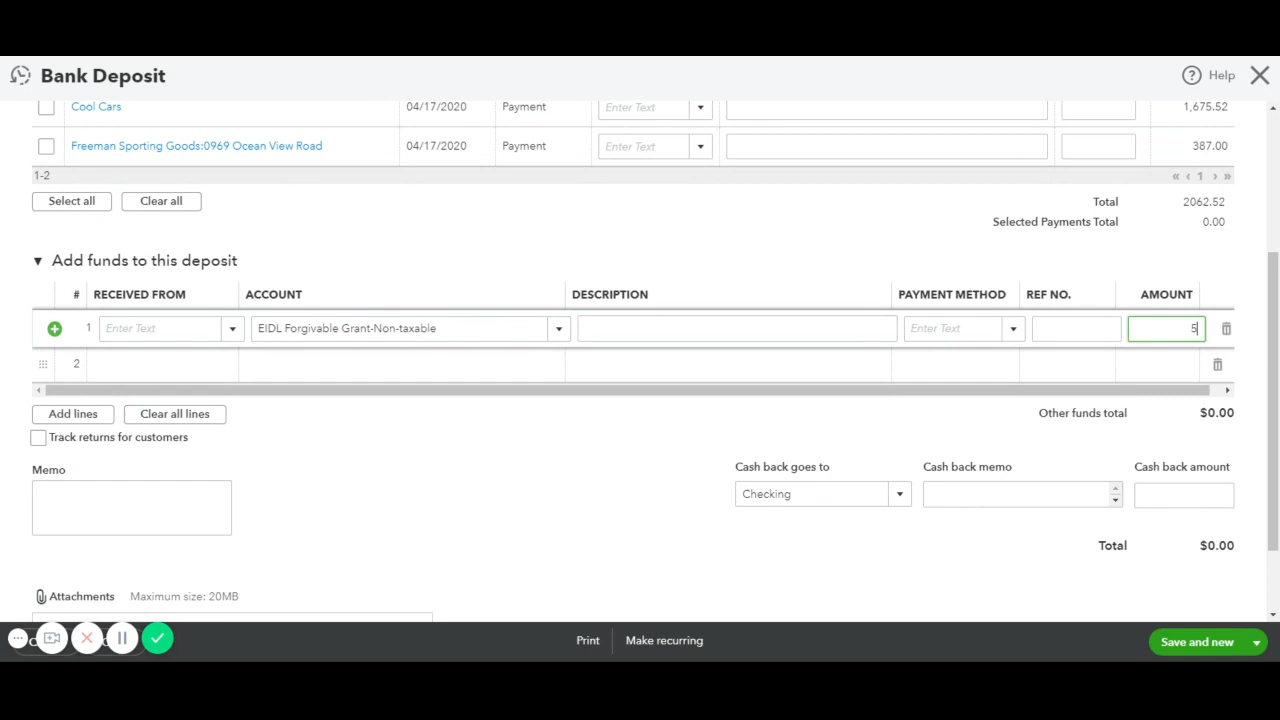 Bank Deposit Help
Cool Cars 04/17/2020 Payment Enter Text 1,675.52
Freeman Sporting Goods:0969 Ocean View Road 04/17/2020 Payment Enter Text 387.00
1-2 « ‹ 1 › »
Select all Clear all Total 2062.52
Selected Payments Total 0.00
Add funds to this deposit
# RECEIVED FROM ACCOUNT DESCRIPTION PAYMENT METHOD REF NO. AMOUNT
1 Enter Text EIDL Forgivable Grant-Non-taxable Enter Text 5
2
Add lines Clear all lines Other funds total $0.00
Track returns for customers
Memo Cash back goes to Cash back memo Cash back amount
Checking
Total $0.00
Attachments Maximum size: 20MB
Print Make recurring Save and new